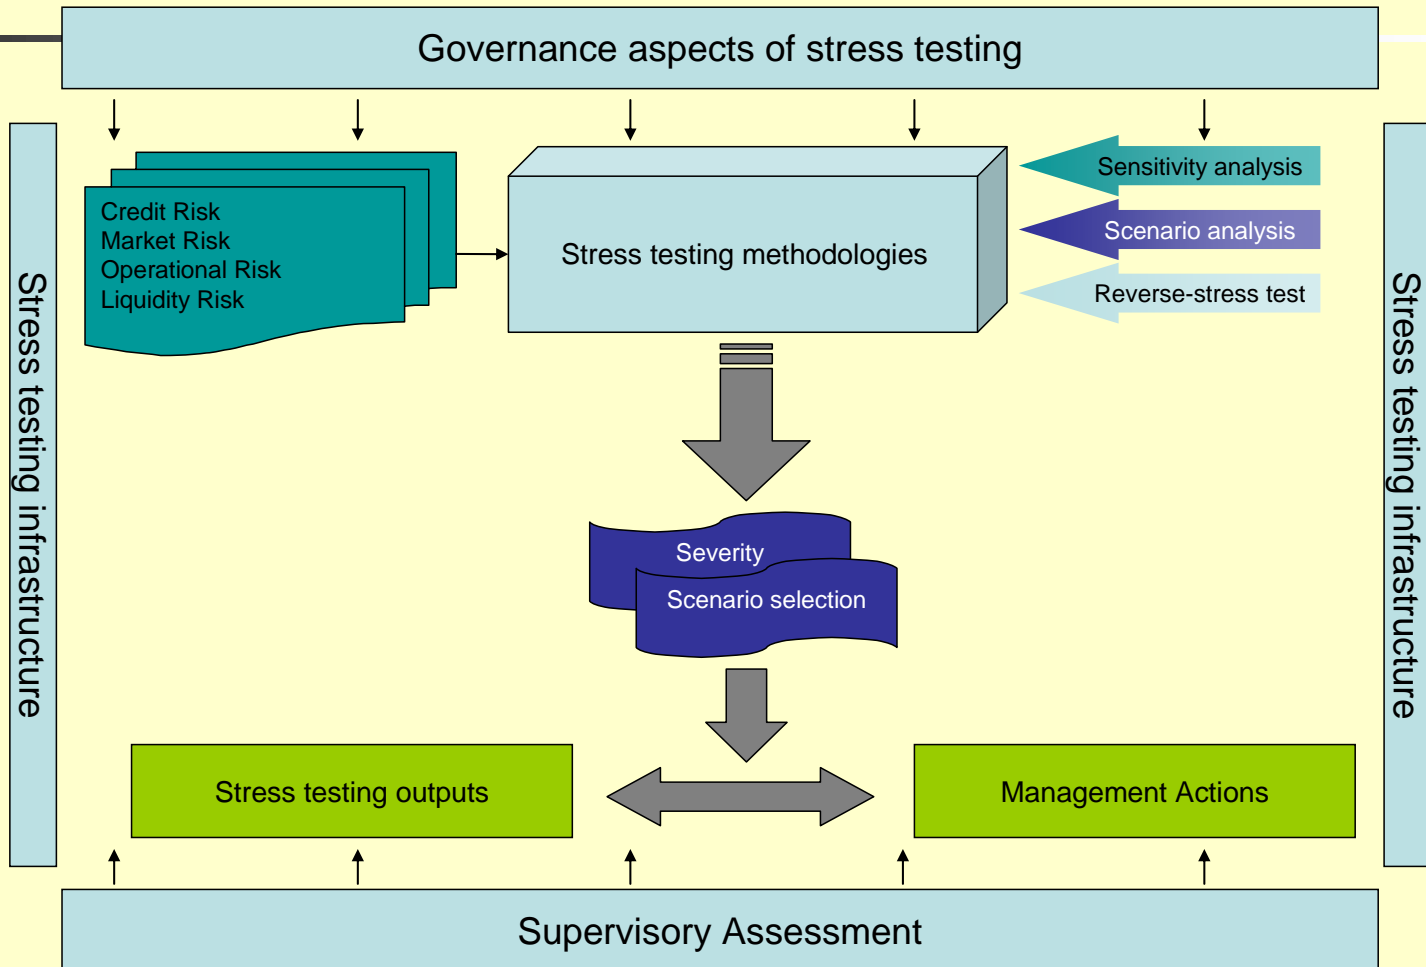 Governance aspects of stress testing
Stress testing infrastructure
Credit Risk
Market Risk
Operational Risk
Liquidity Risk
Stress testing methodologies
Sensitivity analysis
Scenario analysis
Reverse-stress test
Stress testing infrastructure
Severity
Scenario selection
Stress testing outputs
Management Actions
Supervisory Assessment